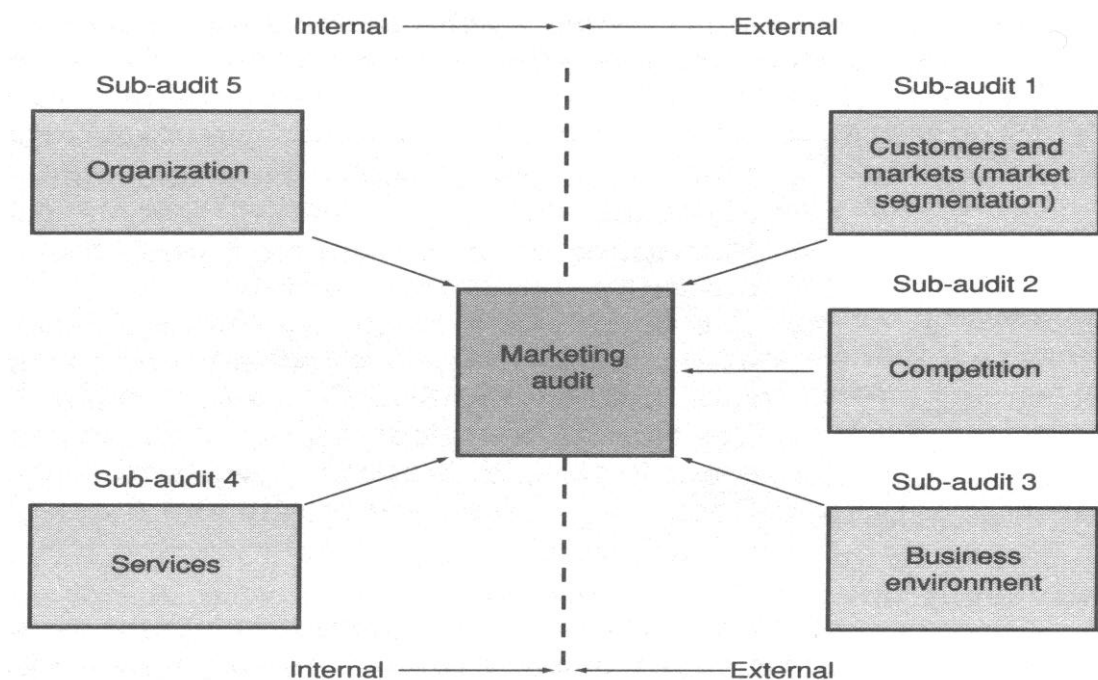 Internal
External
Sub-audit 5
Sub-audit 1
Organization
Customers and
markets (market
segmentation)
Sub-audit 2
Marketing
audit
Competition
Sub-audit 4
Sub-audit 3
Services
Business
environment
Internal
External